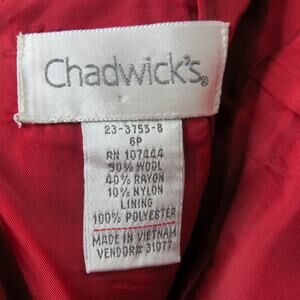 Chadwick's®
23-3755-8
6P
RN 107444
50% WOOL
40% RAYON
10% NYLON
LINING
100% POLYESTER
MADE IN VIETNAM
VENDOR# 31077